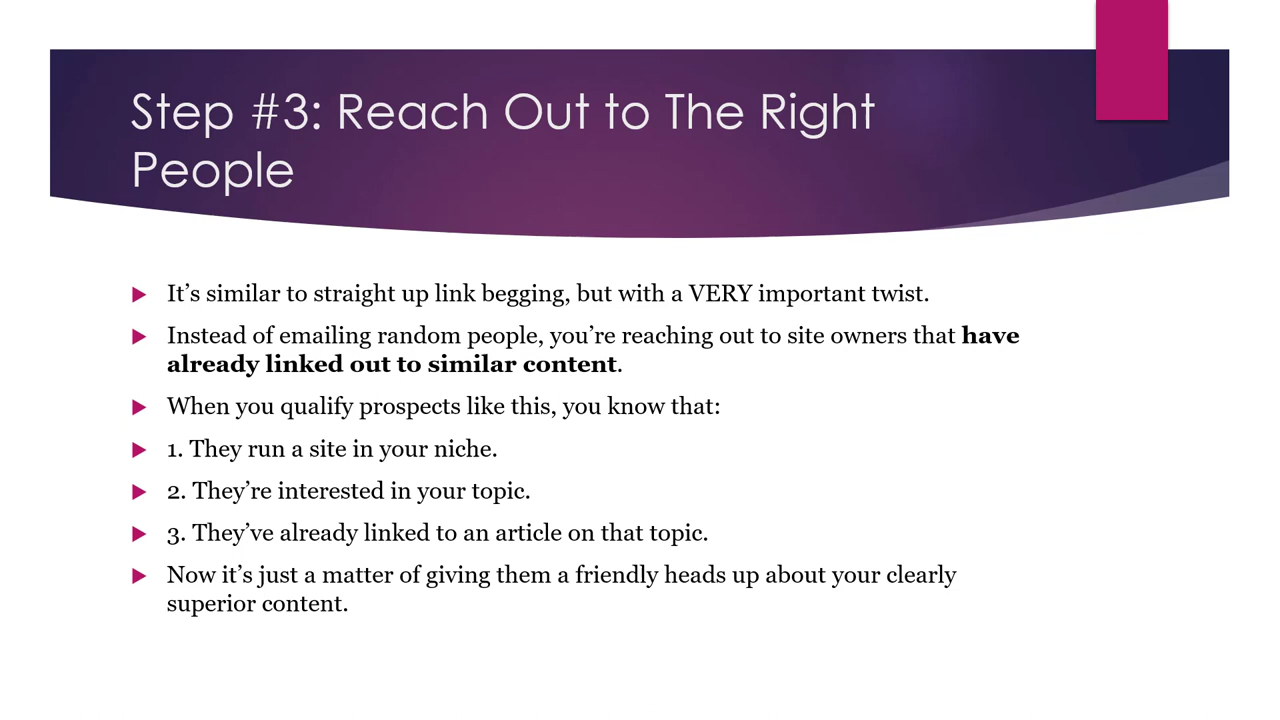 Step #3: Reach Out to The Right
People
It’s similar to straight up link begging, but with a VERY important twist.
Instead of emailing random people, you’re reaching out to site owners that have
already linked out to similar content.
When you qualify prospects like this, you know that:
1. They run a site in your niche.
2. They’re interested in your topic.
3. They’ve already linked to an article on that topic.
Now it’s just a matter of giving them a friendly heads up about your clearly
superior content.